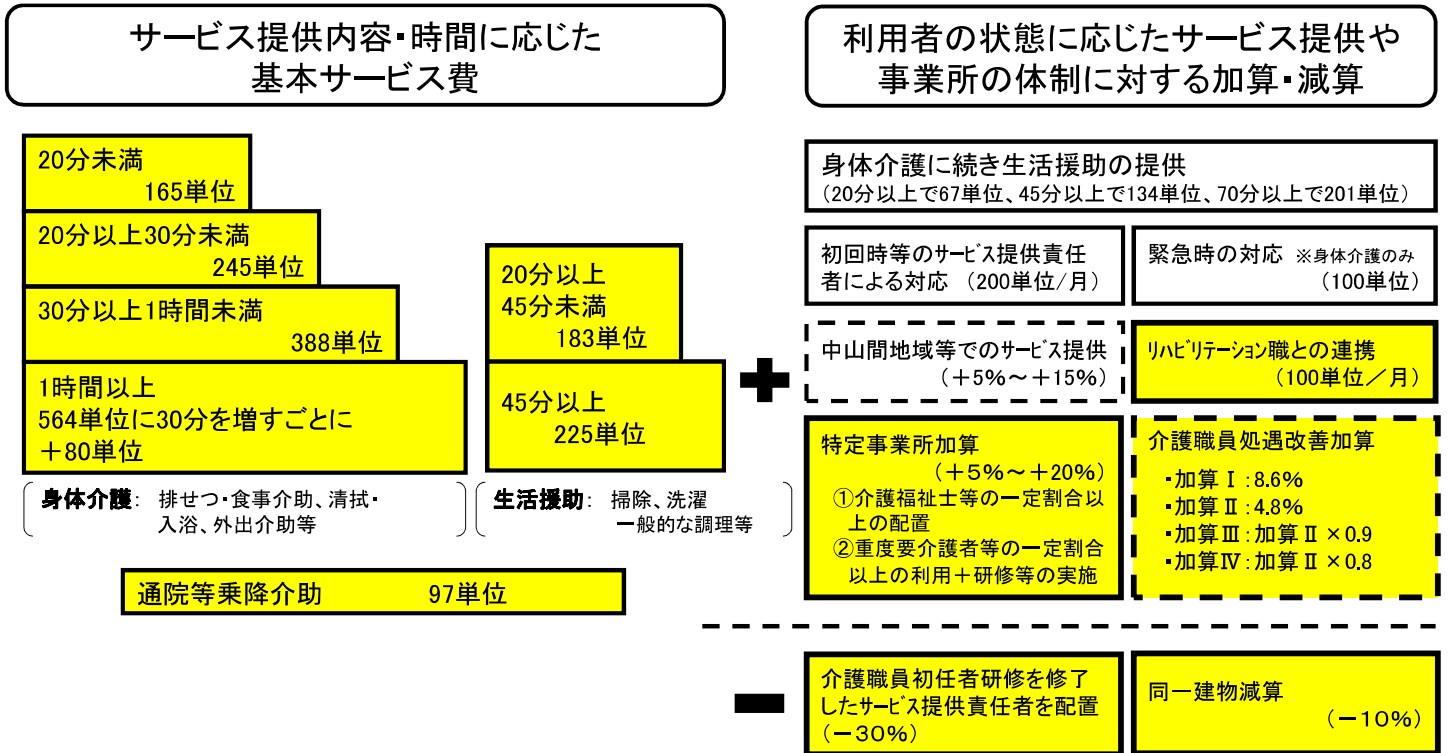 サービス提供内容・時間に応じた
基本サービス費
利用者の状態に応じたサービス提供や
事業所の体制に対する加算・減算
20分未満
165単位
20分以上30分未満
245単位
30分以上1時間未満
388単位
1時間以上
564単位に30分を増すごとに
+80単位
20分以上
45分未満
183単位
45分以上
225単位
身体介護: 排せつ・食事介助、清拭・
入浴、外出介助等
生活援助: 掃除、洗濯
一般的な調理等
通院等乗降介助 97単位
+
身体介護に続き生活援助の提供
(20分以上で67単位、45分以上で134単位、70分以上で201単位)
初回時等のサービス提供責任
者による対応 (200単位/月)
緊急時の対応 ※身体介護のみ
(100単位)
中山間地域等でのサービス提供
(+5%~+15%)
リハビリテーション職との連携
(100単位/月)
特定事業所加算
(+5%~+20%)
①介護福祉士等の一定割合以
上の配置
②重度要介護者等の一定割合
以上の利用+研修等の実施
介護職員処遇改善加算
・加算Ⅰ:8.6%
・加算Ⅱ:4.8%
・加算Ⅲ:加算Ⅱ×0.9
・加算Ⅳ:加算Ⅱ×0.8
-
介護職員初任者研修を修了
したサービス提供責任者を配置
(-30%)
同一建物減算
(-10%)